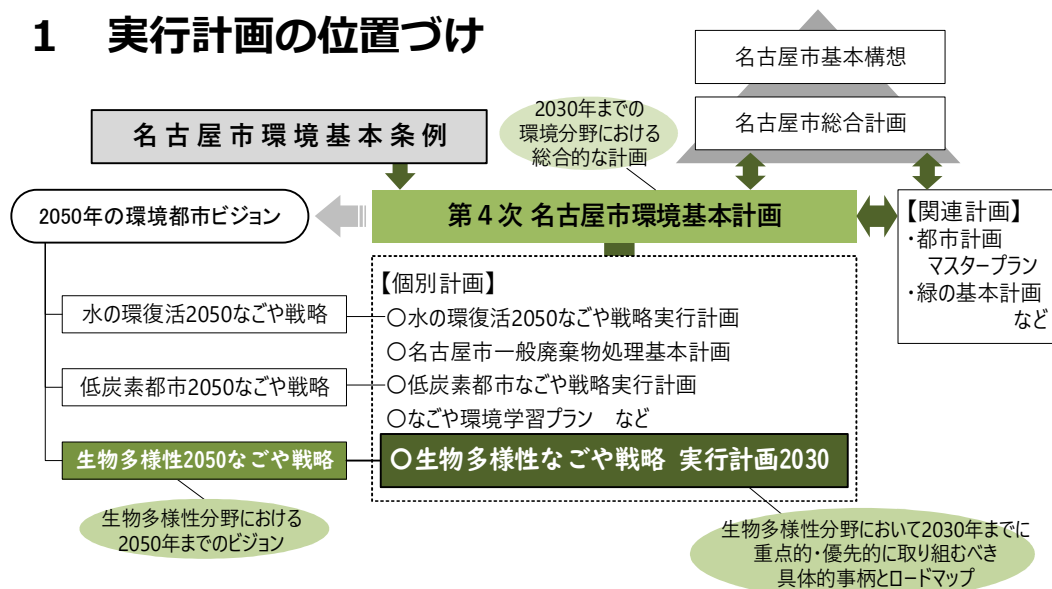 1 実行計画の位置づけ
名古屋市基本構想
名古屋市総合計画
2030年までの
環境分野における
総合的な計画
名古屋市環境基本条例
2050年の環境都市ビジョン
第4次 名古屋市環境基本計画
【関連計画】
・都市計画
マスタープラン
・緑の基本計画
など
【個別計画】
水の環復活2050なごや戦略
〇水の環復活2050なごや戦略実行計画
〇名古屋市一般廃棄物処理基本計画
低炭素都市2050なごや戦略
〇低炭素都市なごや戦略実行計画
〇なごや環境学習プラン など
生物多様性2050なごや戦略
〇生物多様性なごや戦略 実行計画2030
生物多様性分野における
2050年までのビジョン
生物多様性分野において2030年までに
重点的・優先的に取り組むべき
具体的事柄とロードマップ